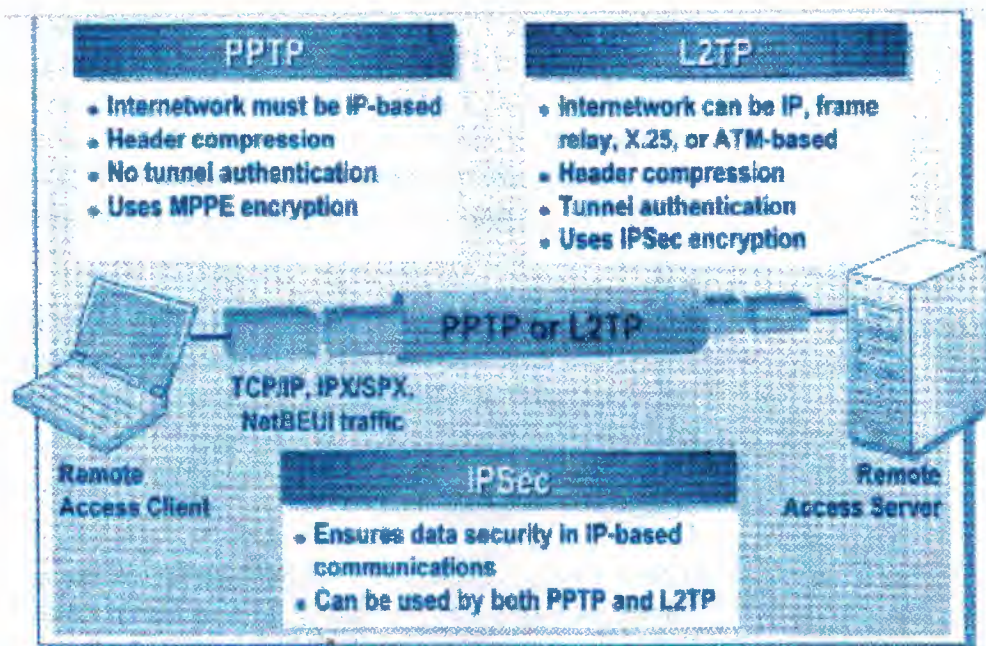 PPTP
• Internetwork must be IP-based
• Header compression
• No tunnel authentication
• Uses MPPE encryption
L2TP
• Internetwork can be IP, frame
relay, X.25, or ATM-based
• Header compression
• Tunnel authentication
• Uses IPSec encryption
PPTP or L2TP
TCP/IP, IPX/SPX,
NetBEUI traffic
Remote
Access Client
Remote
Access Server
IPSec
• Ensures data security in IP-based
communications
• Can be used by both PPTP and L2TP